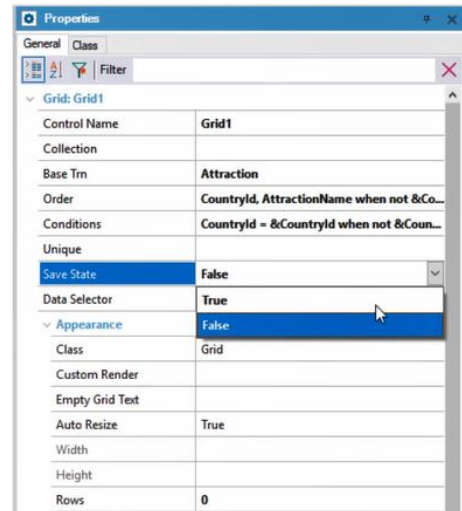 Properties
General Class
Filter
Grid: Grid1
Control Name Grid1
Collection
Base Trn Attraction
Order CountryId, AttractionName when not &Co...
Conditions CountryId = &CountryId when not &Coun...
Unique
Save State False
Data Selector True
False
Appearance
Class Grid
Custom Render
Empty Grid Text
Auto Resize True
Width
Height
Rows 0